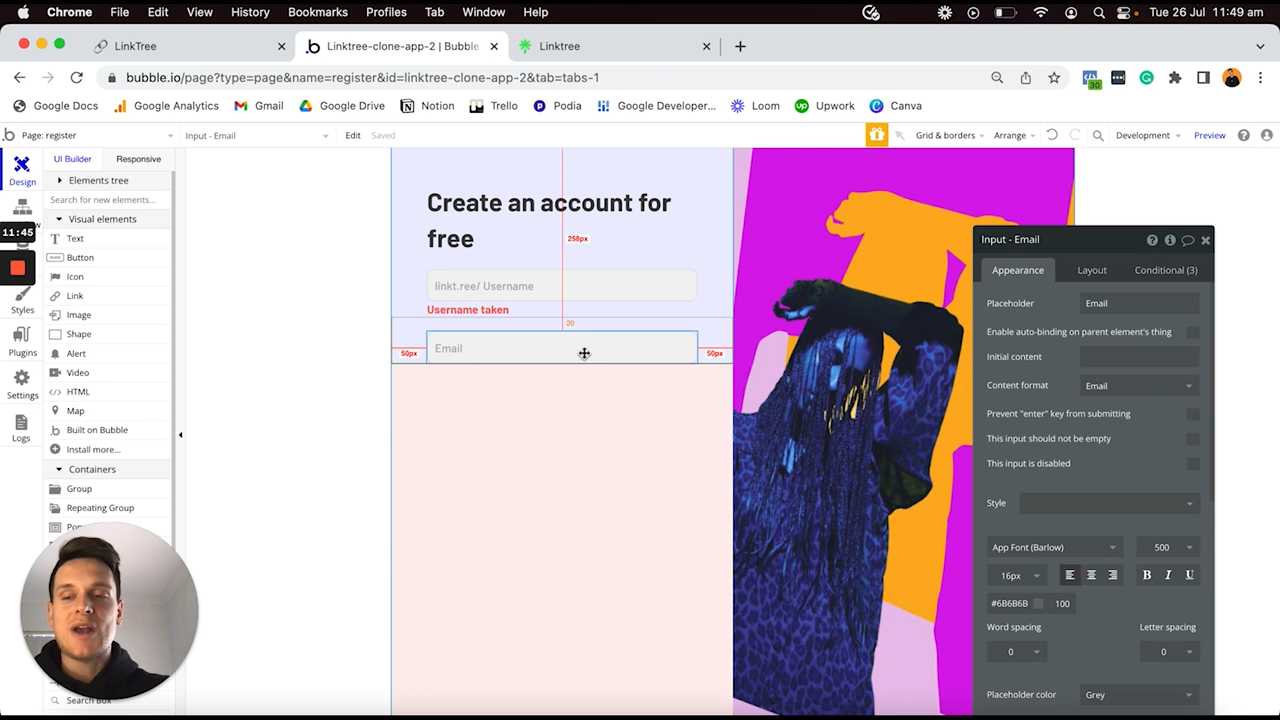 Chrome File Edit View History Bookmarks Profiles Tab Window Help Tue 26 Jul 11:49 am
LinkTree Linktree-clone-app-2 | Bubble Linktree
bubble.io/page?type=page&name=register&id=linktree-clone-app-2&tab=tabs-1 30
Google Docs Google Analytics Gmail Google Drive Notion Trello Podia Google Developer... Loom Upwork Canva
Page: register Input - Email Edit Saved Grid & borders Arrange Development Preview
Design
Styles
Plugins
Settings
Logs
11:45
UI Builder Responsive
Elements tree
Search for new elements...
Visual elements
Text
Button
Icon
Link
Image
Shape
Alert
Video
HTML
Map
Built on Bubble
Install more...
Containers
Group
Repeating Group
Search Box
Create an account for
free
258px
linkt.ree/ Username
Username taken
20
50px Email 50px
Input - Email
Appearance Layout Conditional (3)
Placeholder Email
Enable auto-binding on parent element's thing
Initial content
Content format Email
Prevent "enter" key from submitting
This input should not be empty
This input is disabled
Style
App Font (Barlow) 500
16px B I U
#6B6B6B 100
Word spacing Letter spacing
0 0
Placeholder color Grey